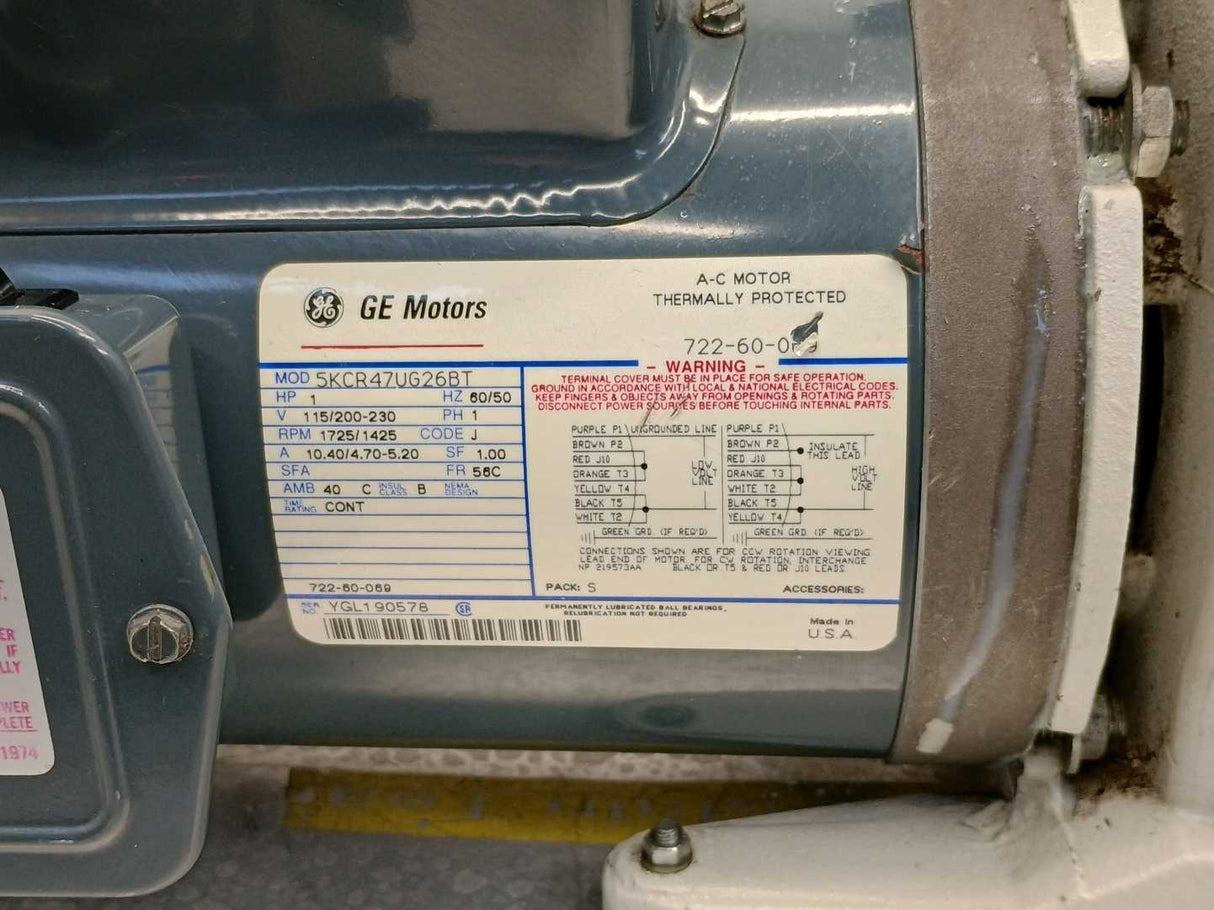 GE Motors
A-C MOTOR
THERMALLY PROTECTED
722-60-0
MOD 5KCR47UG26BT
HP 1 HZ 60/50
V 115/200-230 PH 1
RPM 1725/1425 CODE J
A 10.40/4.70-5.20 SF 1.00
SFA FR 56C
AMB 40 C INSUL CLASS B NEMA DESIGN
TIME RATING CONT
722-60-069
SER NO. YGL190578
- WARNING -
TERMINAL COVER MUST BE IN PLACE FOR SAFE OPERATION.
GROUND IN ACCORDANCE WITH LOCAL & NATIONAL ELECTRICAL CODES.
KEEP FINGERS & OBJECTS AWAY FROM OPENINGS & ROTATING PARTS.
DISCONNECT POWER SOURCES BEFORE TOUCHING INTERNAL PARTS.
PURPLE P1 UNGROUNDED LINE
BROWN P2
RED J10
ORANGE T3
YELLOW T4
BLACK T5
WHITE T2
GREEN GRD. (IF REQ'D)
LOW
VOLT
LINE
PURPLE P1
BROWN P2
RED J10
ORANGE T3
WHITE T2
BLACK T5
YELLOW T4
GREEN GRD. (IF REQ'D)
INSULATE
THIS LEAD
HIGH
VOLT
LINE
CONNECTIONS SHOWN ARE FOR CCW ROTATION VIEWING
LEAD END OF MOTOR. FOR CW ROTATION, INTERCHANGE
NP 219573AA BLACK OR T5 & RED OR J10 LEADS.
PACK: S ACCESSORIES:
PERMANENTLY LUBRICATED BALL BEARINGS,
RELUBRICATION NOT REQUIRED
Made in
U.S.A.
ER
IF
LLY
WER
PLETE
1974